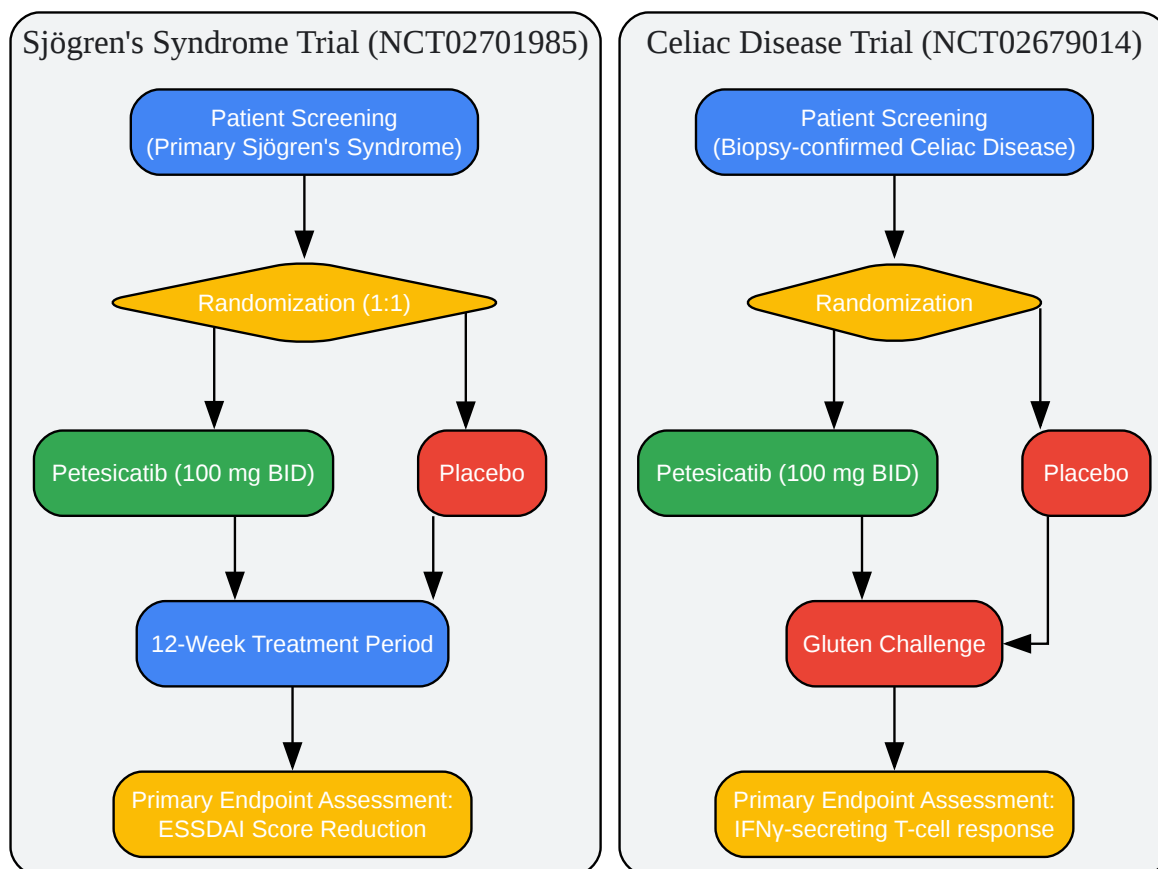 Sjögren's Syndrome Trial (NCT02701985)
Patient Screening
(Primary Sjögren's Syndrome)
Randomization (1:1)
Petesicatib (100 mg BID)
Placebo
12-Week Treatment Period
Primary Endpoint Assessment:
ESSDAI Score Reduction
Celiac Disease Trial (NCT02679014)
Patient Screening
(Biopsy-confirmed Celiac Disease)
Randomization
Petesicatib (100 mg BID)
Placebo
Gluten Challenge
Primary Endpoint Assessment:
IFNγ-secreting T-cell response